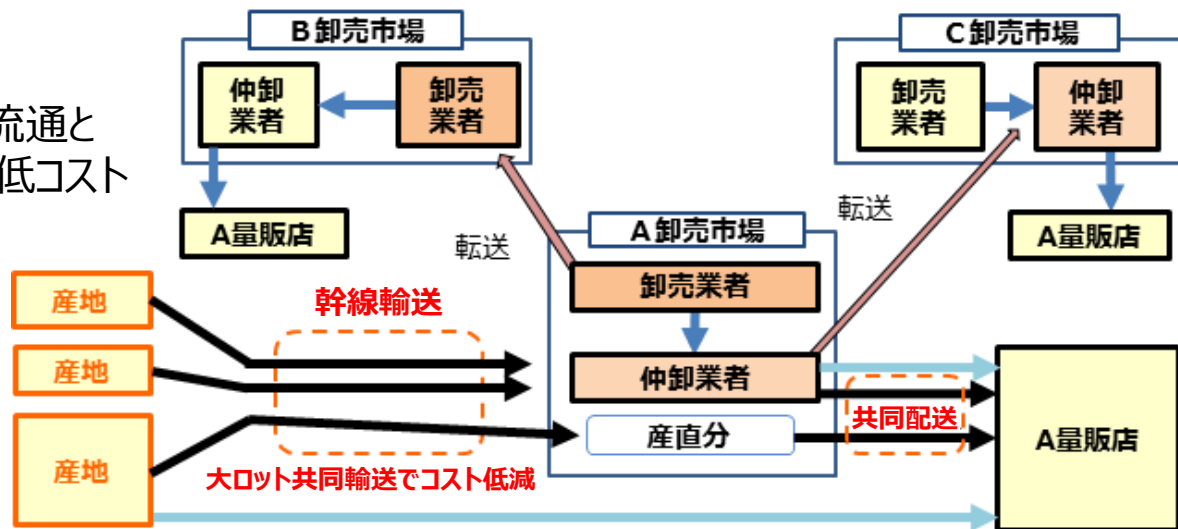 B卸売市場
仲卸
業者
卸売
業者
A量販店
C卸売市場
卸売
業者
仲卸
業者
A量販店
流通と
低コスト
転送
転送
A卸売市場
卸売業者
仲卸業者
産直分
産地
産地
産地
幹線輸送
大ロット共同輸送でコスト低減
共同配送
A量販店